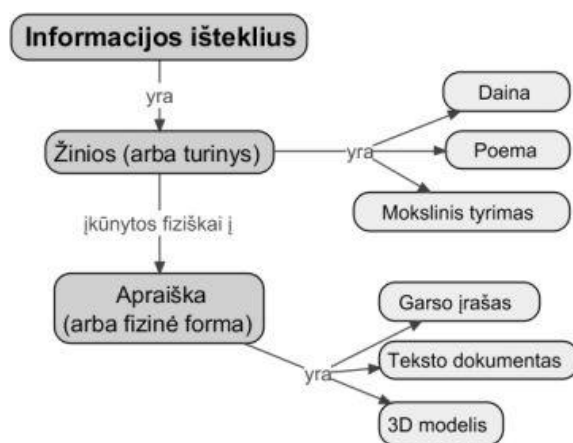 Informacijos išteklius
yra
Žinios (arba turinys)
yra
Daina
Poema
Mokslinis tyrimas
įkūnytos fiziškai į
Apraiška
(arba fizinė forma)
yra
Garso įrašas
Teksto dokumentas
3D modelis